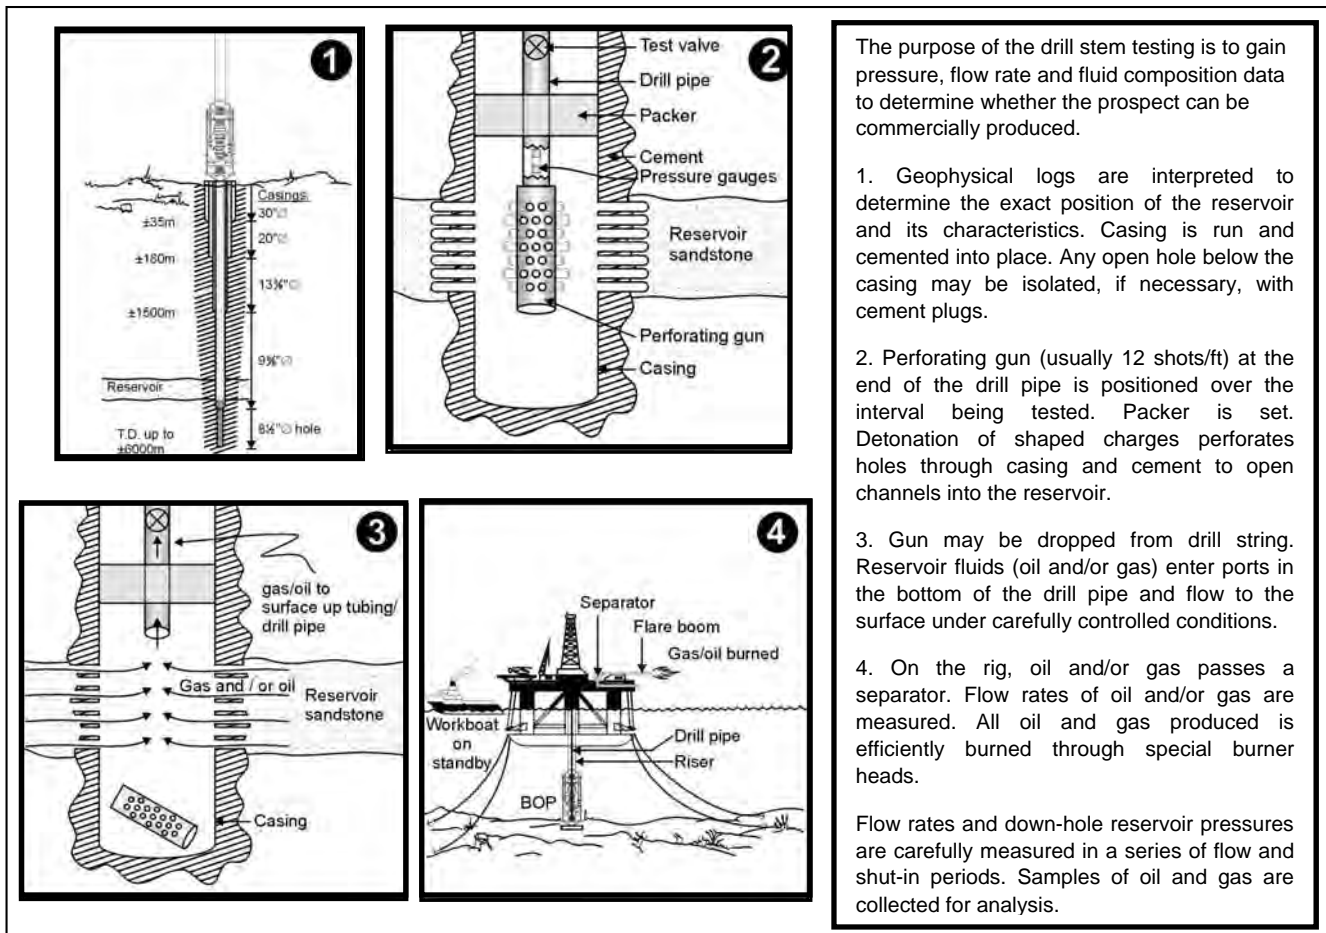 1
Casings:
30"∅
±35m
20"∅
±180m
13⅜"∅
±1500m
9⅝"∅
Reservoir
8½"∅ hole
T.D. up to
±6000m
2
Test valve
Drill pipe
Packer
Cement
Pressure gauges
Reservoir
sandstone
Perforating gun
Casing
3
gas/oil to
surface up tubing/
drill pipe
Gas and / or oil
Reservoir
sandstone
Casing
4
Separator
Flare boom
Gas/oil burned
Workboat
on
standby
Drill pipe
Riser
BOP
The purpose of the drill stem testing is to gain
pressure, flow rate and fluid composition data
to determine whether the prospect can be
commercially produced.
1. Geophysical logs are interpreted to
determine the exact position of the reservoir
and its characteristics. Casing is run and
cemented into place. Any open hole below the
casing may be isolated, if necessary, with
cement plugs.
2. Perforating gun (usually 12 shots/ft) at the
end of the drill pipe is positioned over the
interval being tested. Packer is set.
Detonation of shaped charges perforates
holes through casing and cement to open
channels into the reservoir.
3. Gun may be dropped from drill string.
Reservoir fluids (oil and/or gas) enter ports in
the bottom of the drill pipe and flow to the
surface under carefully controlled conditions.
4. On the rig, oil and/or gas passes a
separator. Flow rates of oil and/or gas are
measured. All oil and gas produced is
efficiently burned through special burner
heads.
Flow rates and down-hole reservoir pressures
are carefully measured in a series of flow and
shut-in periods. Samples of oil and gas are
collected for analysis.